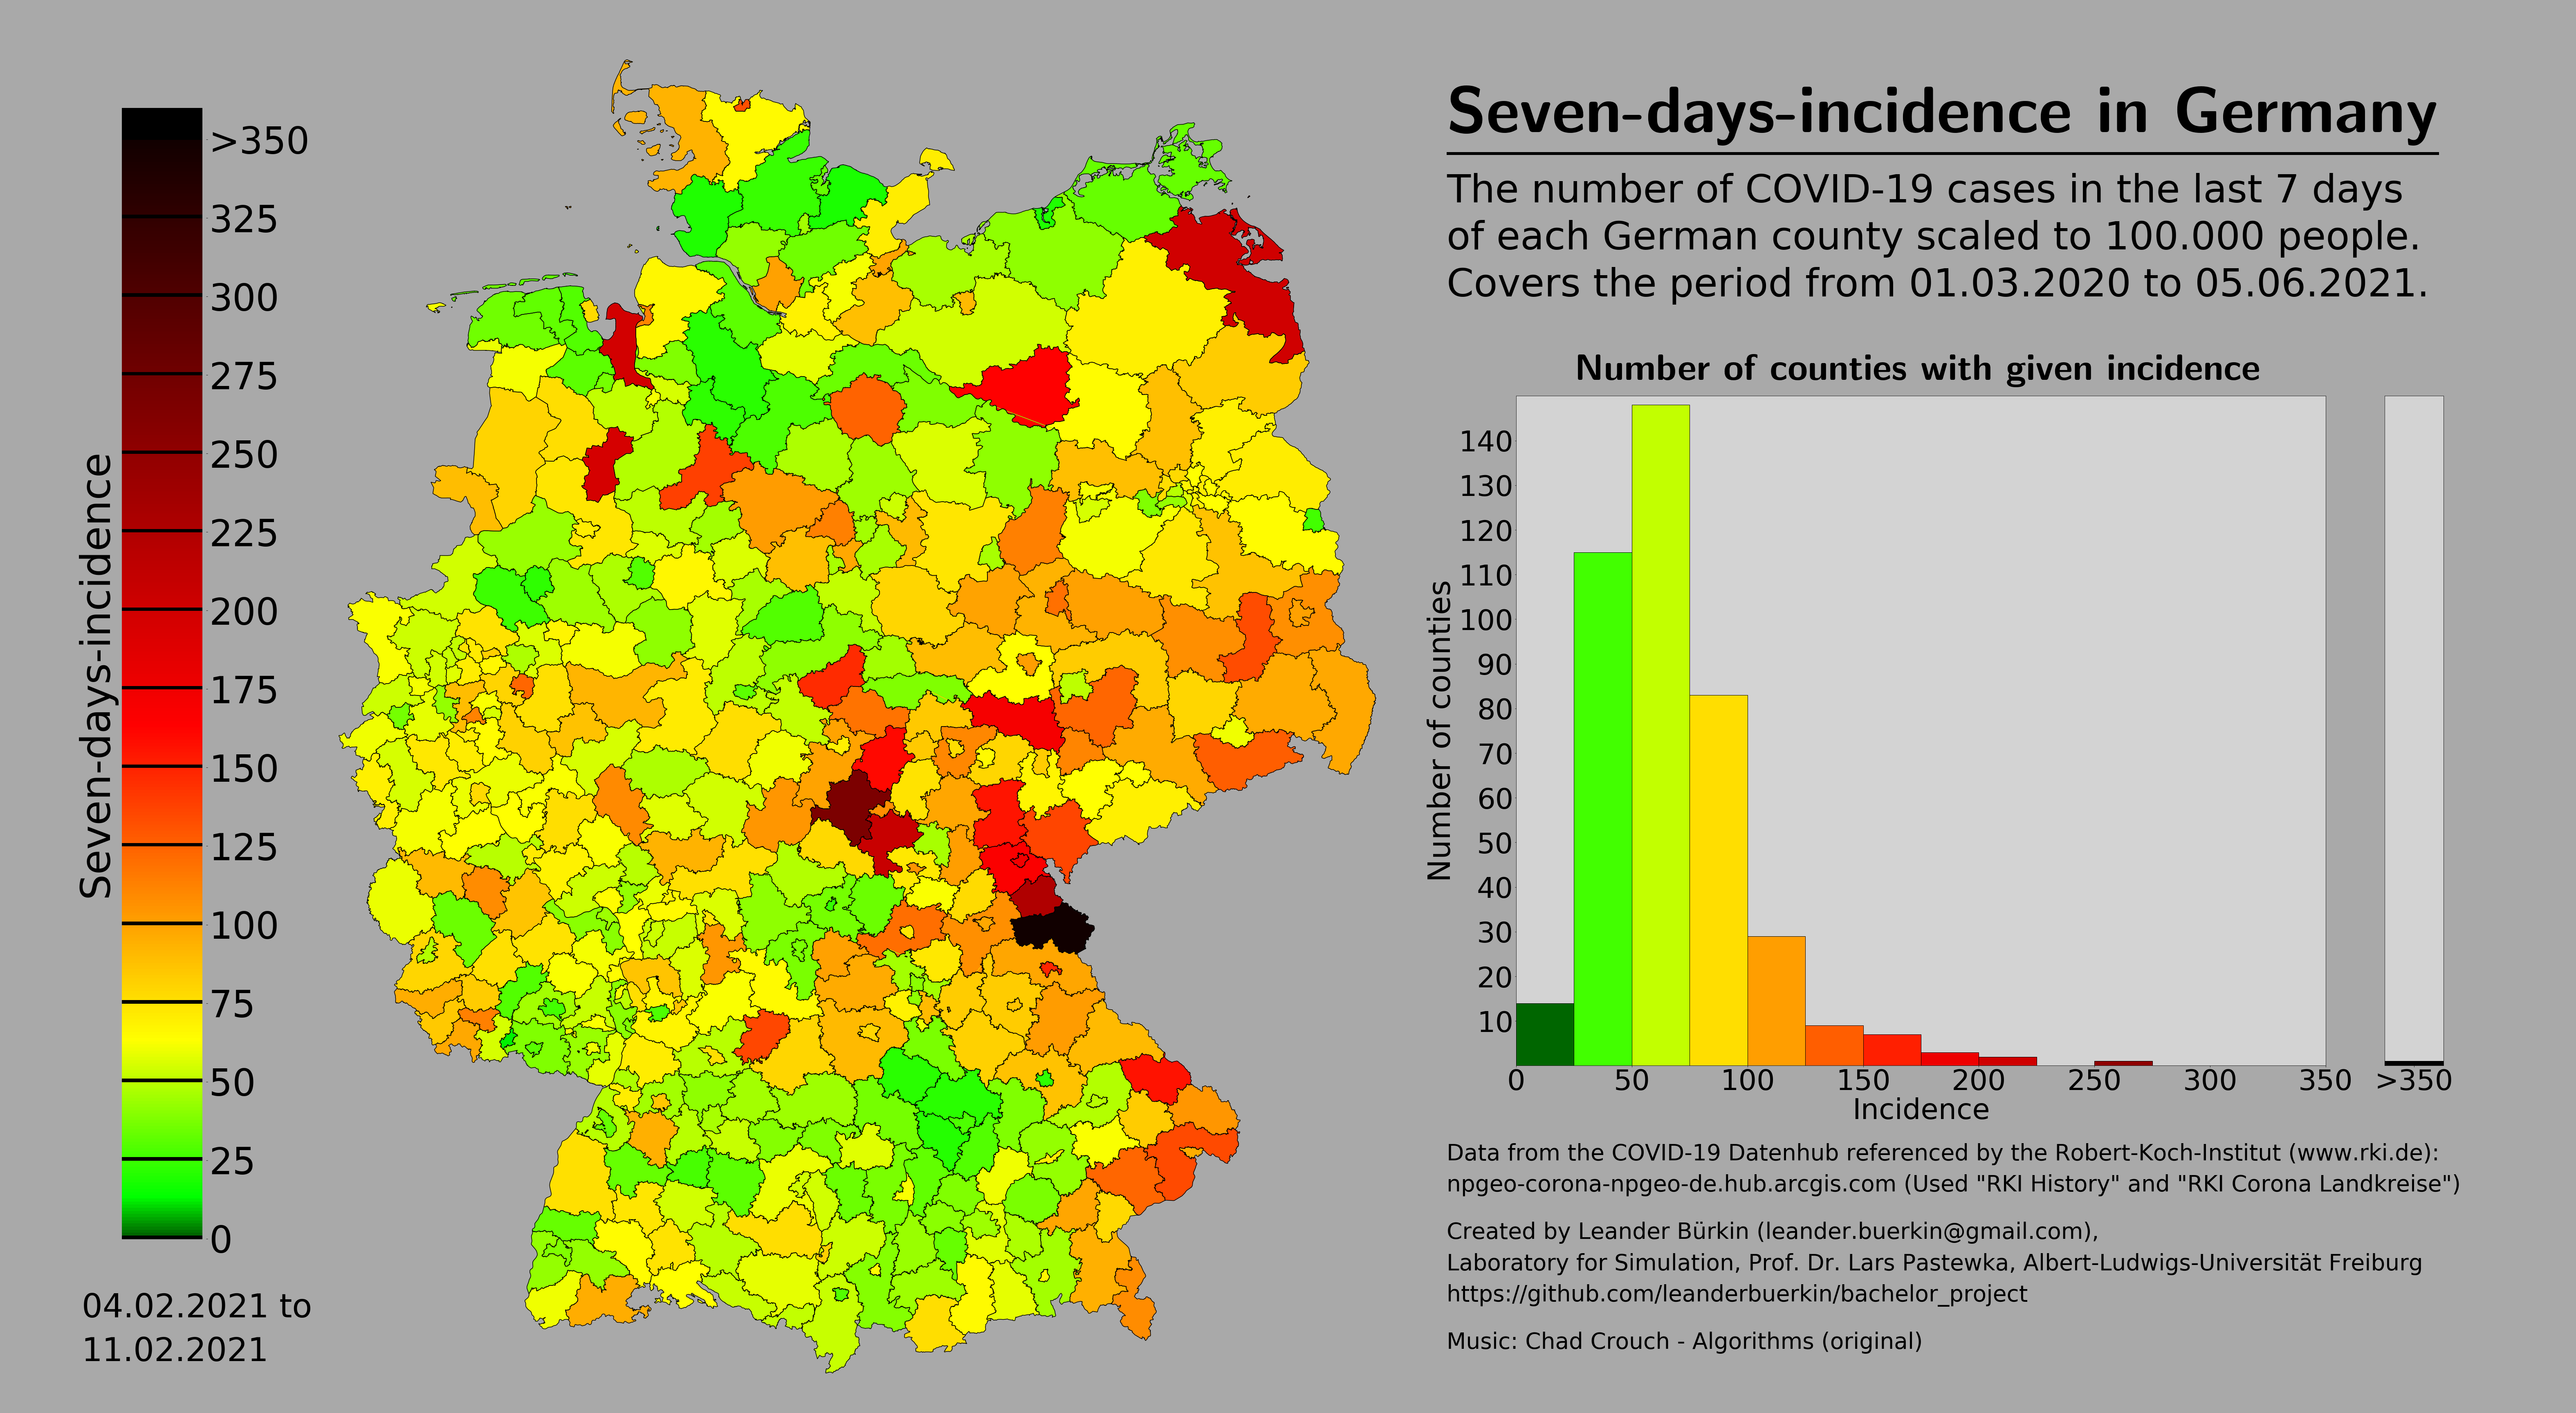 Seven-days-incidence in Germany
The number of COVID-19 cases in the last 7 days
of each German county scaled to 100.000 people.
Covers the period from 01.03.2020 to 05.06.2021.
Seven-days-incidence
>350
325
300
275
250
225
200
175
150
125
100
75
50
25
0
04.02.2021 to
11.02.2021
Number of counties with given incidence
Number of counties
140
130
120
110
100
90
80
70
60
50
40
30
20
10
0 50 100 150 200 250 300 350 >350
Incidence
Data from the COVID-19 Datenhub referenced by the Robert-Koch-Institut (www.rki.de):
npgeo-corona-npgeo-de.hub.arcgis.com (Used "RKI History" and "RKI Corona Landkreise")
Created by Leander Bürkin (leander.buerkin@gmail.com),
Laboratory for Simulation, Prof. Dr. Lars Pastewka, Albert-Ludwigs-Universität Freiburg
https://github.com/leanderbuerkin/bachelor_project
Music: Chad Crouch - Algorithms (original)